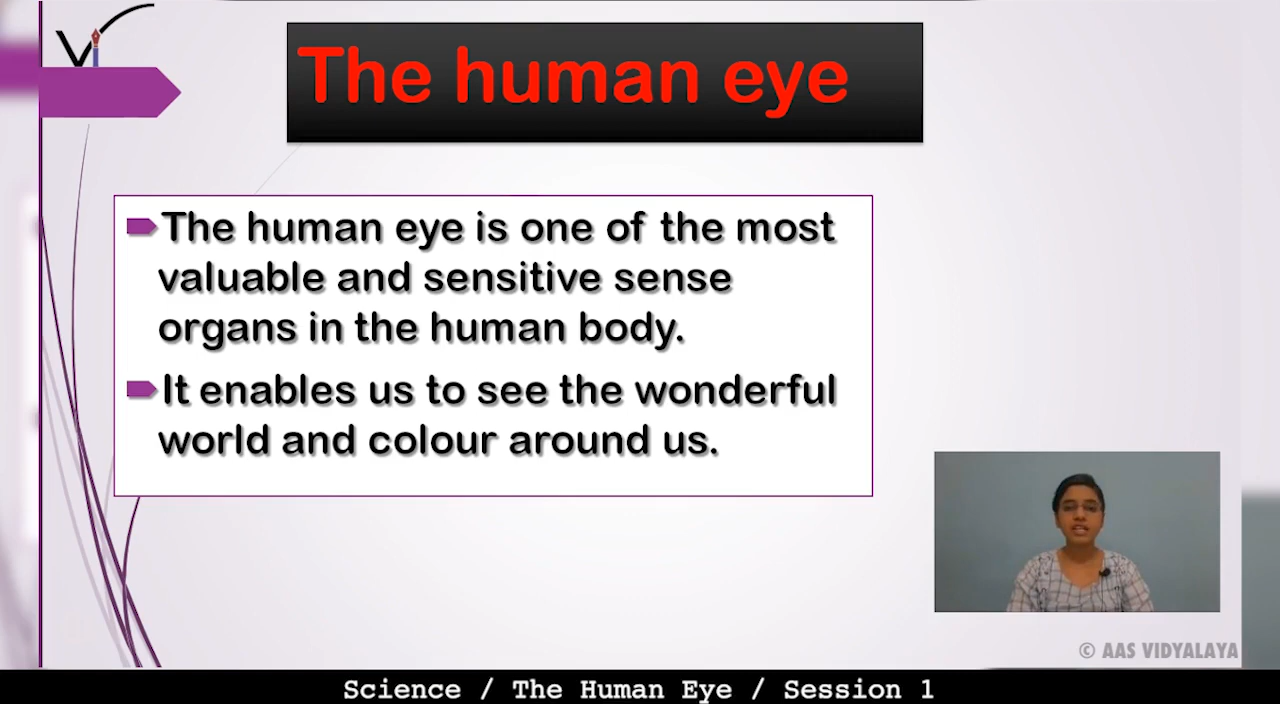 The human eye
The human eye is one of the most
valuable and sensitive sense
organs in the human body.
It enables us to see the wonderful
world and colour around us.
© AAS VIDYALAYA
Science / The Human Eye / Session 1